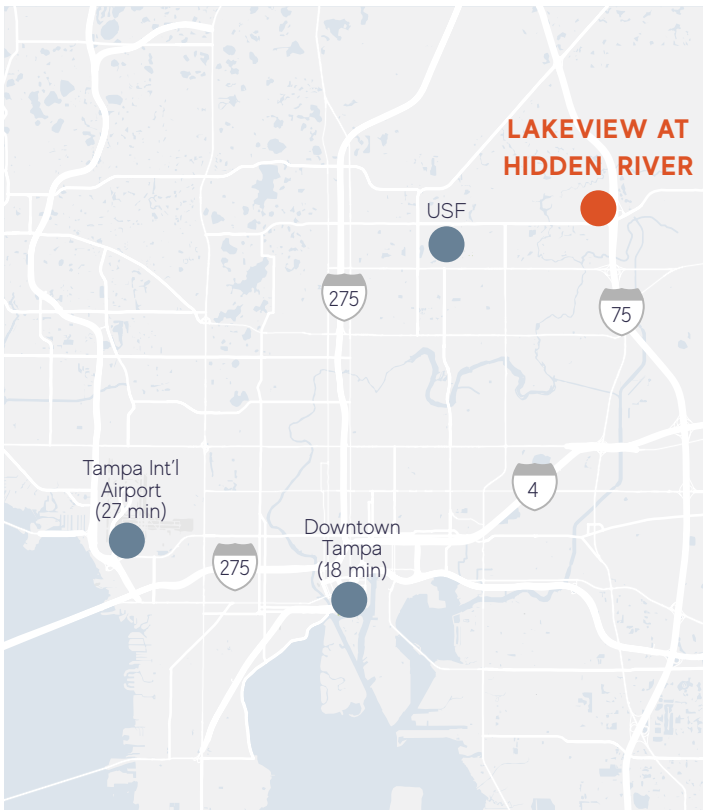 LAKEVIEW AT
HIDDEN RIVER
USF
275
75
Tampa Int'l
Airport
(27 min)
4
Downtown
Tampa
(18 min)
275